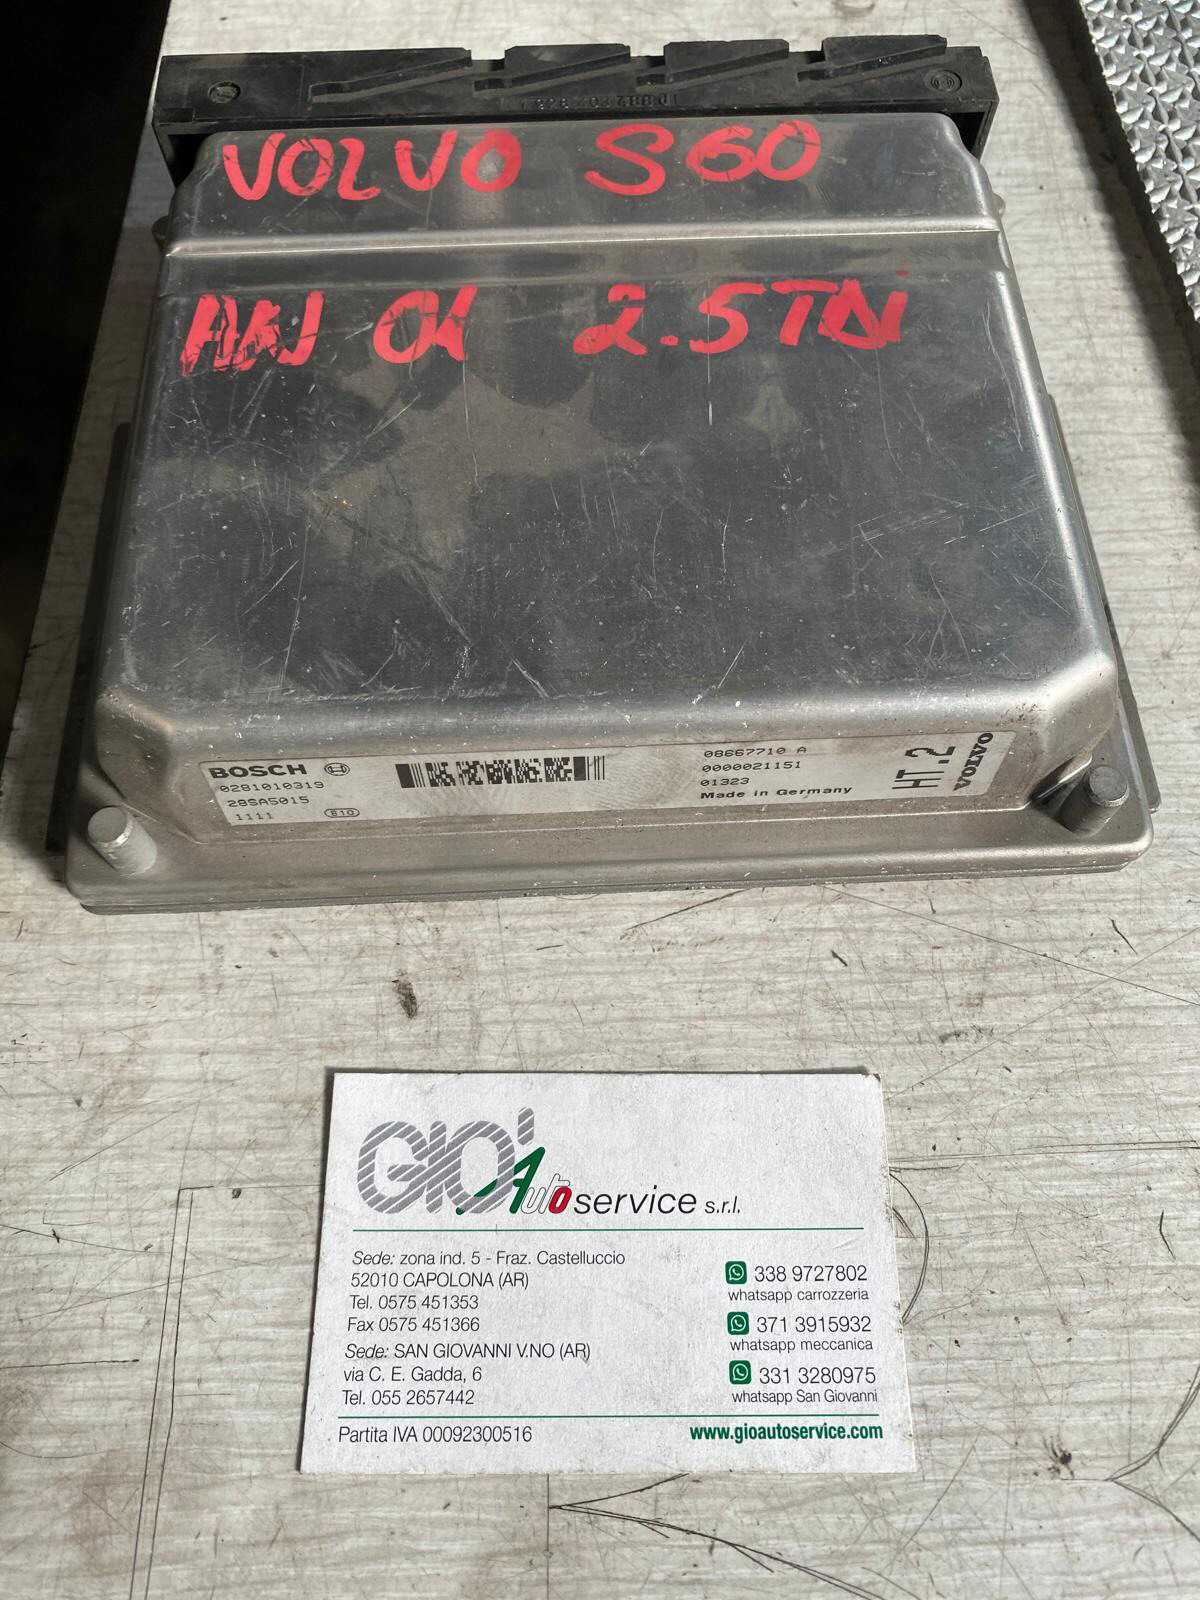 VOLVO S60
AN 01 2.5TDi
BOSCH
0281010319
28SA5015
1111
E10
08667710 A
0000021151
01323
Made in Germany
HT.2
VOLVO
GIO' Auto service s.r.l.
Sede: zona ind. 5 - Fraz. Castelluccio
52010 CAPOLONA (AR)
Tel. 0575 451353
Fax 0575 451366
Sede: SAN GIOVANNI V.NO (AR)
via C. E. Gadda, 6
Tel. 055 2657442
338 9727802
whatsapp carrozzeria
371 3915932
whatsapp meccanica
331 3280975
whatsapp San Giovanni
Partita IVA 00092300516
www.gioautoservice.com